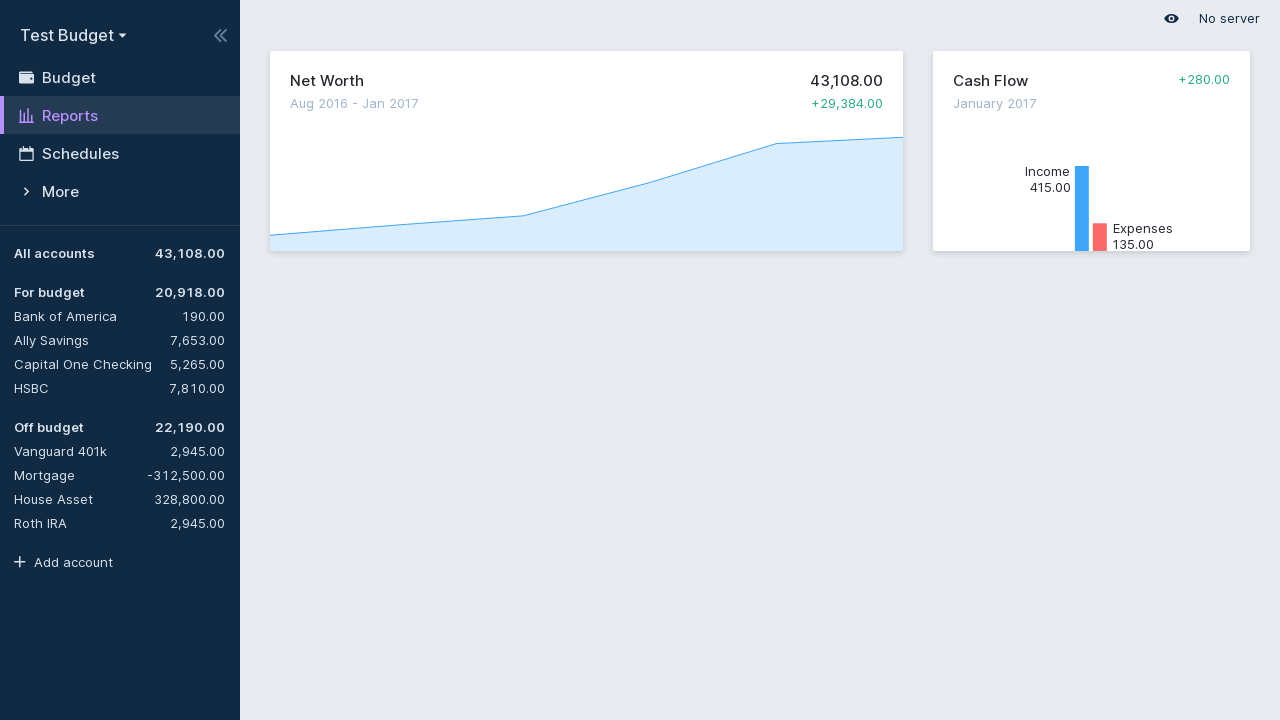 Test Budget
Budget
Reports
Schedules
More
All accounts 43,108.00
For budget 20,918.00
Bank of America 190.00
Ally Savings 7,653.00
Capital One Checking 5,265.00
HSBC 7,810.00
Off budget 22,190.00
Vanguard 401k 2,945.00
Mortgage -312,500.00
House Asset 328,800.00
Roth IRA 2,945.00
Add account
No server
Net Worth 43,108.00
Aug 2016 - Jan 2017 +29,384.00
Cash Flow +280.00
January 2017
Income
415.00
Expenses
135.00